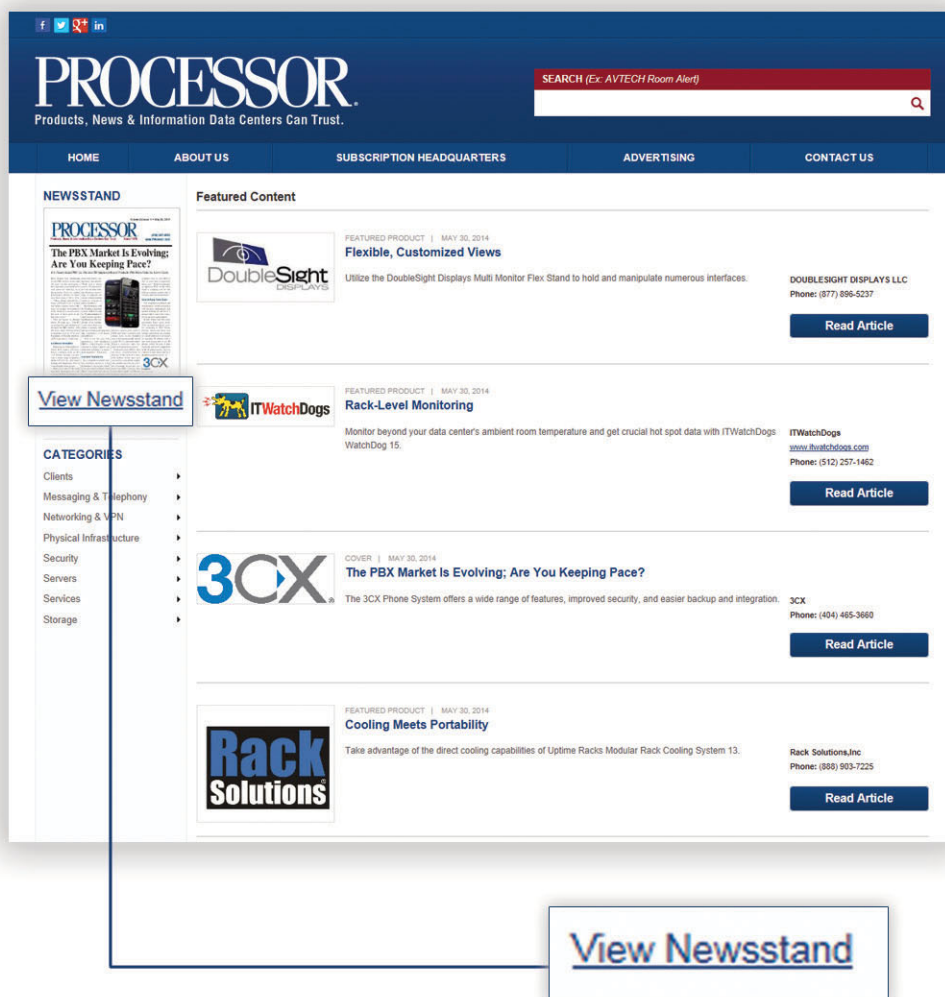 f g+ in
PROCESSOR.
Products, News & Information Data Centers Can Trust.
SEARCH (Ex: AVTECH Room Alert)
HOME ABOUT US SUBSCRIPTION HEADQUARTERS ADVERTISING CONTACT US
NEWSSTAND
PROCESSOR
The PBX Market Is Evolving;
Are You Keeping Pace?
3CX
View Newsstand
CATEGORIES
Clients
Messaging & Telephony
Networking & VPN
Physical Infrastructure
Security
Servers
Services
Storage
Featured Content
DoubleSight
DISPLAYS
FEATURED PRODUCT | MAY 30, 2014
Flexible, Customized Views
Utilize the DoubleSight Displays Multi Monitor Flex Stand to hold and manipulate numerous interfaces.
DOUBLESIGHT DISPLAYS LLC
Phone: (877) 896-5237
Read Article
ITWatchDogs
FEATURED PRODUCT | MAY 30, 2014
Rack-Level Monitoring
Monitor beyond your data center's ambient room temperature and get crucial hot spot data with ITWatchDogs
WatchDog 15.
ITWatchDogs
www.itwatchdogs.com
Phone: (512) 257-1462
Read Article
3CX®
COVER | MAY 30, 2014
The PBX Market Is Evolving; Are You Keeping Pace?
The 3CX Phone System offers a wide range of features, improved security, and easier backup and integration.
3CX
Phone: (404) 465-3660
Read Article
Rack
Solutions®
FEATURED PRODUCT | MAY 30, 2014
Cooling Meets Portability
Take advantage of the direct cooling capabilities of Uptime Racks Modular Rack Cooling System 13.
Rack Solutions,Inc
Phone: (888) 903-7225
Read Article
View Newsstand